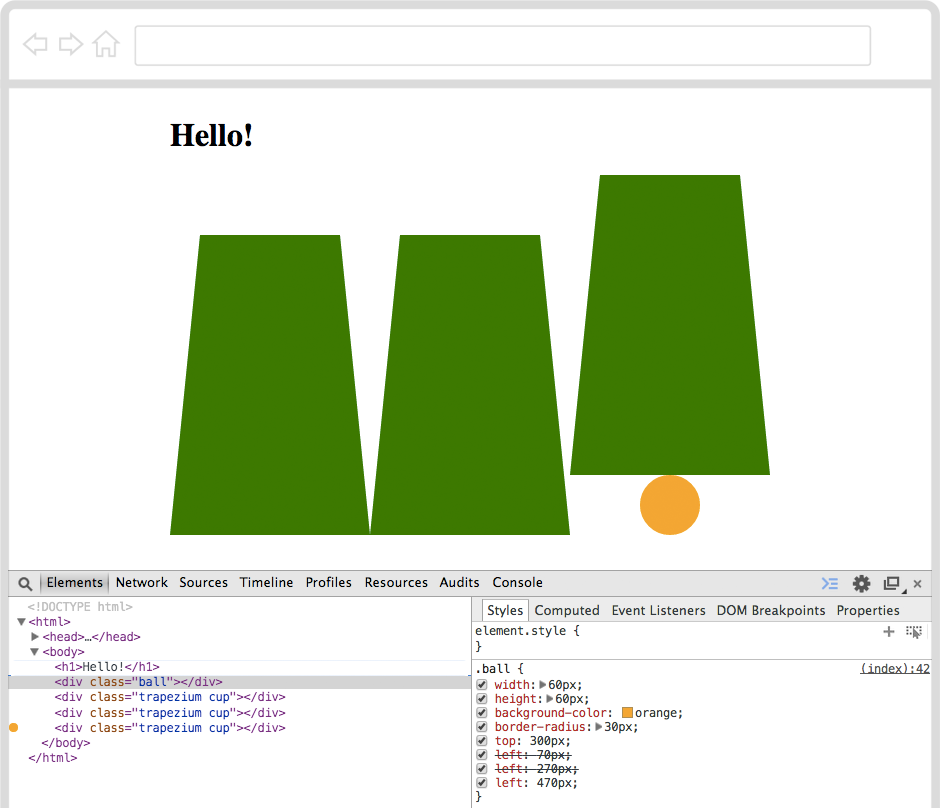 Hello!
Elements Network Sources Timeline Profiles Resources Audits Console
<!DOCTYPE html>
<html>
<head>…</head>
<body>
<h1>Hello!</h1>
<div class="ball"></div>
<div class="trapezium cup"></div>
<div class="trapezium cup"></div>
<div class="trapezium cup"></div>
</body>
</html>
Styles Computed Event Listeners DOM Breakpoints Properties
element.style {
}
.ball { (index):42
width: 60px;
height: 60px;
background-color: orange;
border-radius: 30px;
top: 300px;
left: 70px;
left: 270px;
left: 470px;
}